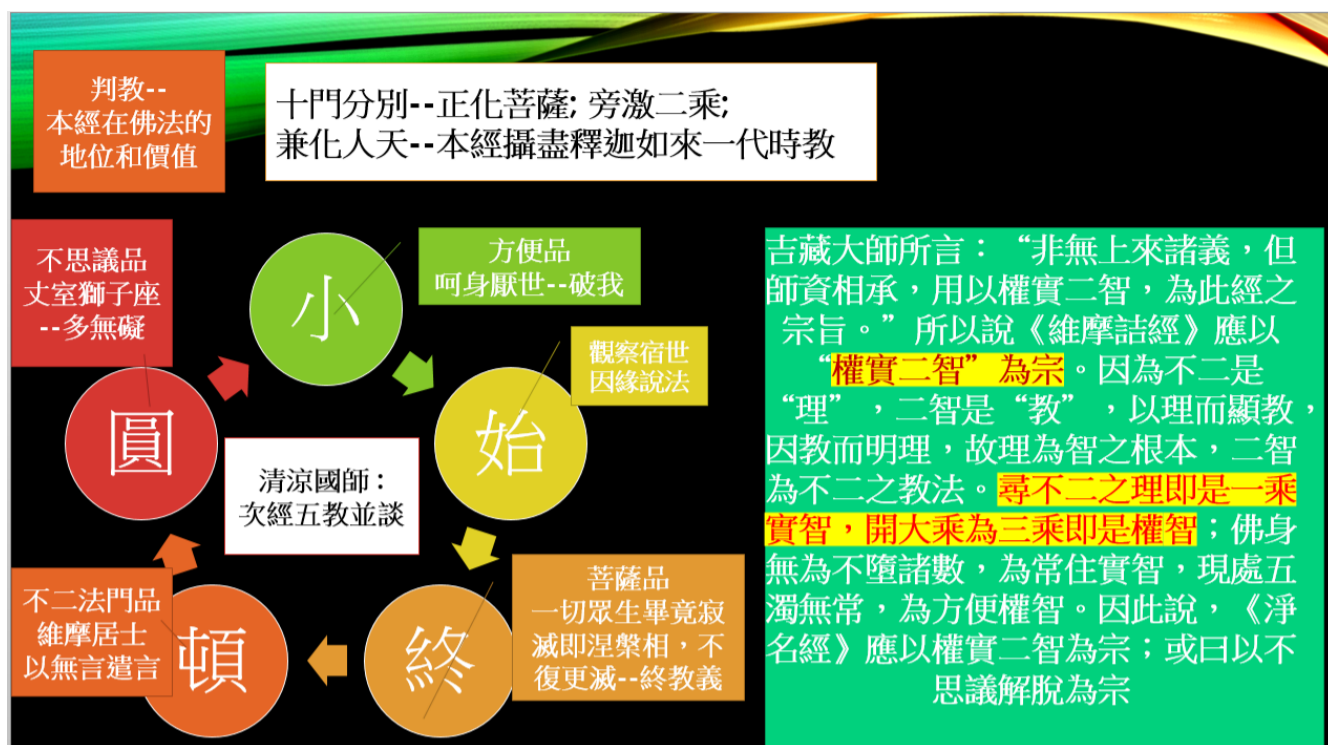 判教--
本經在佛法的
地位和價值
十門分別--正化菩薩; 旁激二乘;
兼化人天--本經攝盡釋迦如來一代時教
小
方便品
呵身厭世--破我
始
觀察宿世
因緣說法
終
菩薩品
一切眾生畢竟寂
滅即涅槃相，不
復更滅--終教義
頓
不二法門品
維摩居士
以無言遣言
圓
不思議品
丈室獅子座
--多無礙
清涼國師：
次經五教並談
吉藏大師所言： “非無上來諸義，但
師資相承，用以權實二智，為此經之
宗旨。”所以說《維摩詰經》應以
“權實二智”為宗。因為不二是
“理”，二智是“教”，以理而顯教，
因教而明理，故理為智之根本，二智
為不二之教法。尋不二之理即是一乘
實智，開大乘為三乘即是權智；佛身
無為不墮諸數，為常住實智，現處五
濁無常，為方便權智。因此說，《淨
名經》應以權實二智為宗；或曰以不
思議解脫為宗